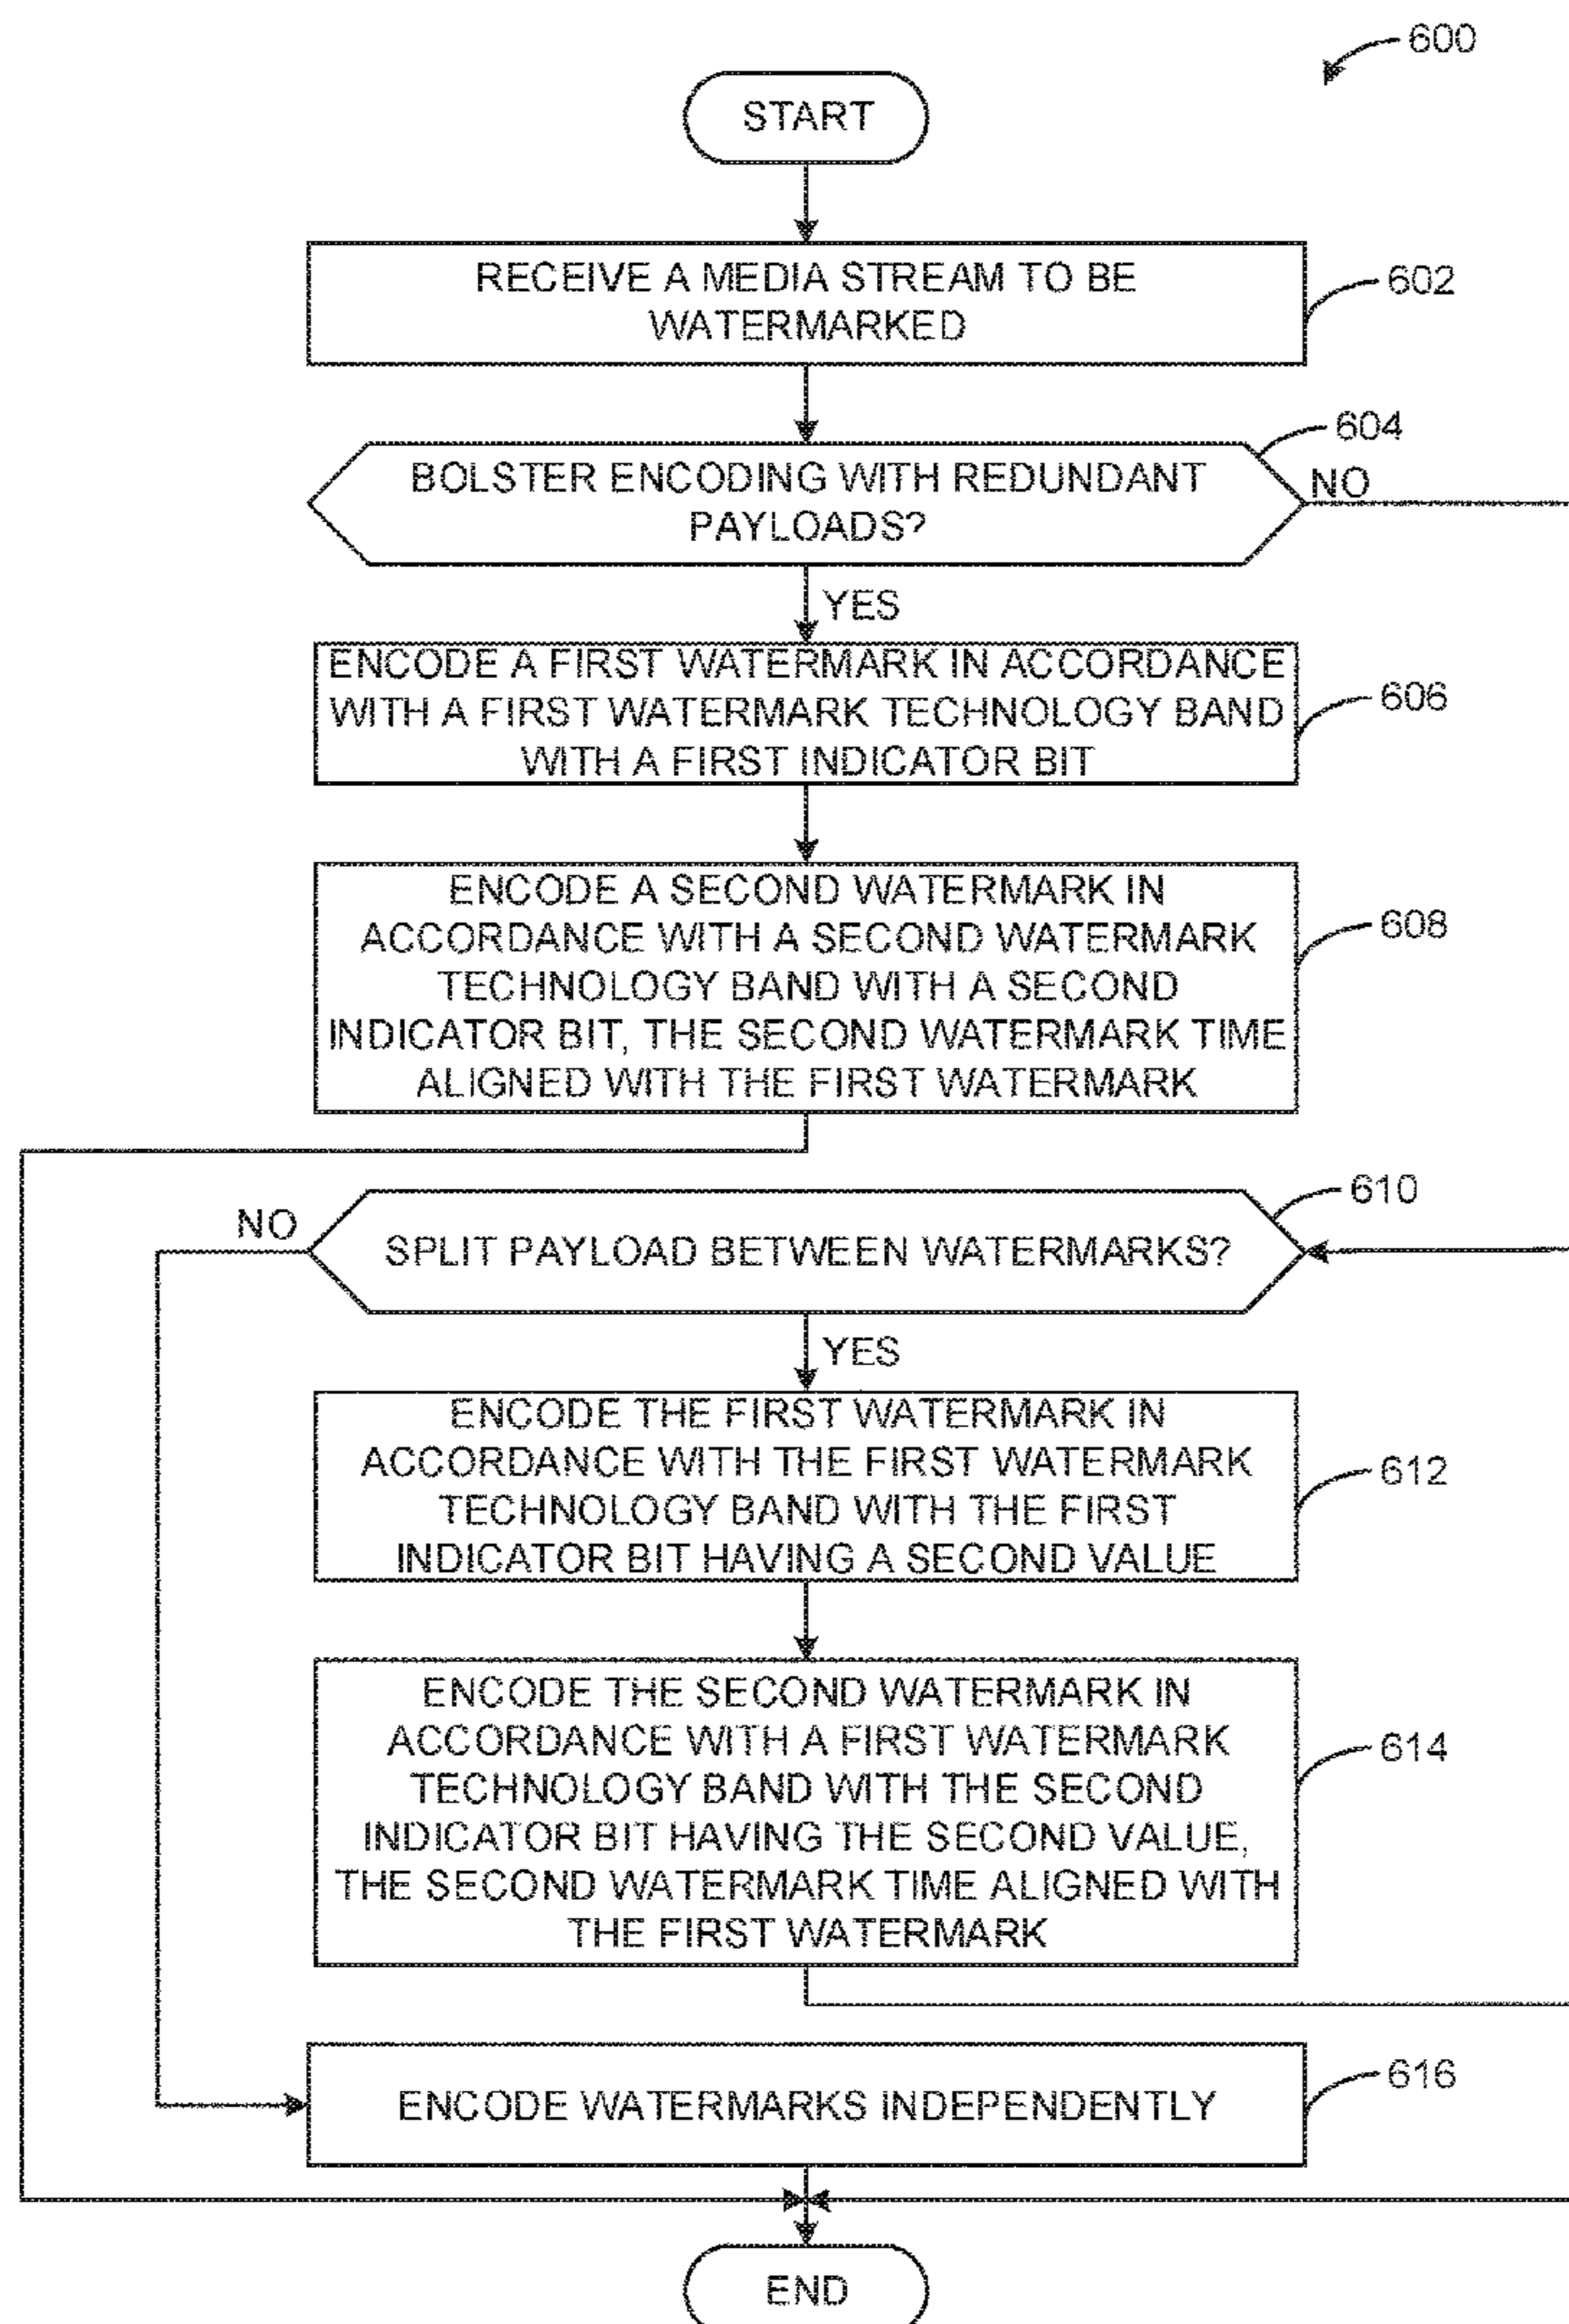 600
START
RECEIVE A MEDIA STREAM TO BE
WATERMARKED
602
604
BOLSTER ENCODING WITH REDUNDANT
PAYLOADS?
NO
YES
ENCODE A FIRST WATERMARK IN ACCORDANCE
WITH A FIRST WATERMARK TECHNOLOGY BAND
WITH A FIRST INDICATOR BIT
606
ENCODE A SECOND WATERMARK IN
ACCORDANCE WITH A SECOND WATERMARK
TECHNOLOGY BAND WITH A SECOND
INDICATOR BIT, THE SECOND WATERMARK TIME
ALIGNED WITH THE FIRST WATERMARK
608
610
NO
SPLIT PAYLOAD BETWEEN WATERMARKS?
YES
ENCODE THE FIRST WATERMARK IN
ACCORDANCE WITH THE FIRST WATERMARK
TECHNOLOGY BAND WITH THE FIRST
INDICATOR BIT HAVING A SECOND VALUE
612
ENCODE THE SECOND WATERMARK IN
ACCORDANCE WITH A FIRST WATERMARK
TECHNOLOGY BAND WITH THE SECOND
INDICATOR BIT HAVING THE SECOND VALUE,
THE SECOND WATERMARK TIME ALIGNED WITH
THE FIRST WATERMARK
614
ENCODE WATERMARKS INDEPENDENTLY
616
END